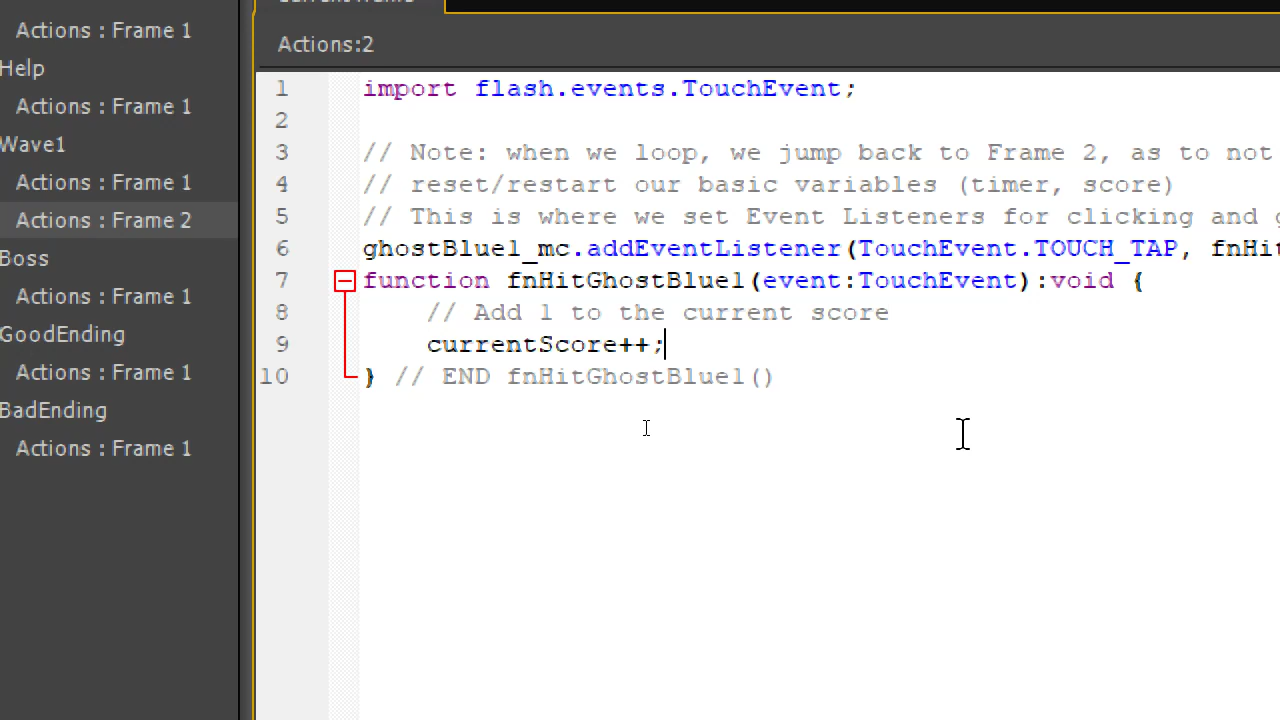 Actions : Frame 1
Help
Actions : Frame 1
Wave1
Actions : Frame 1
Actions : Frame 2
Boss
Actions : Frame 1
GoodEnding
Actions : Frame 1
BadEnding
Actions : Frame 1
Actions:2
1 import flash.events.TouchEvent;
2
3 // Note: when we loop, we jump back to Frame 2, as to not
4 // reset/restart our basic variables (timer, score)
5 // This is where we set Event Listeners for clicking and
6 ghostBlue1_mc.addEventListener(TouchEvent.TOUCH_TAP, fnHit
7 function fnHitGhostBlue1(event:TouchEvent):void {
8 // Add 1 to the current score
9 currentScore++;
10 } // END fnHitGhostBlue1()